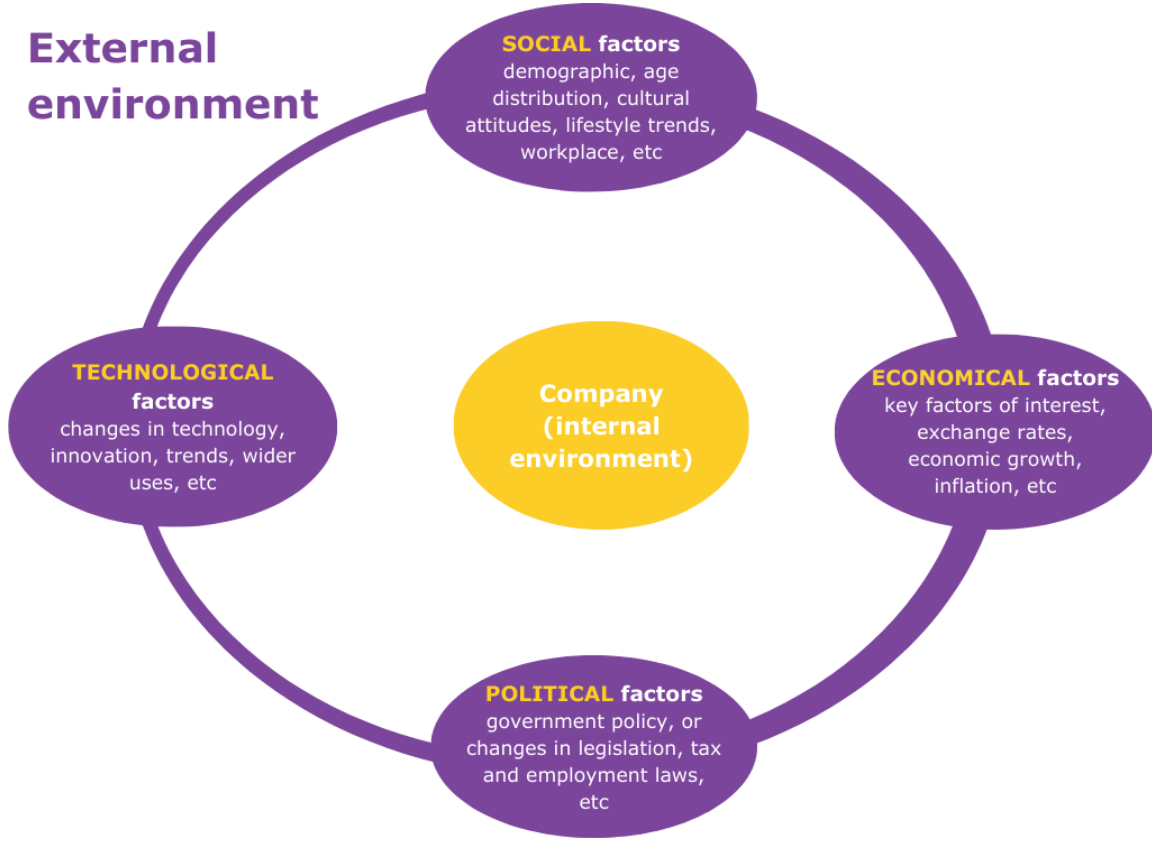 External
environment
SOCIAL factors
demographic, age
distribution, cultural
attitudes, lifestyle trends,
workplace, etc
TECHNOLOGICAL
factors
changes in technology,
innovation, trends, wider
uses, etc
Company
(internal
environment)
ECONOMICAL factors
key factors of interest,
exchange rates,
economic growth,
inflation, etc
POLITICAL factors
government policy, or
changes in legislation, tax
and employment laws,
etc